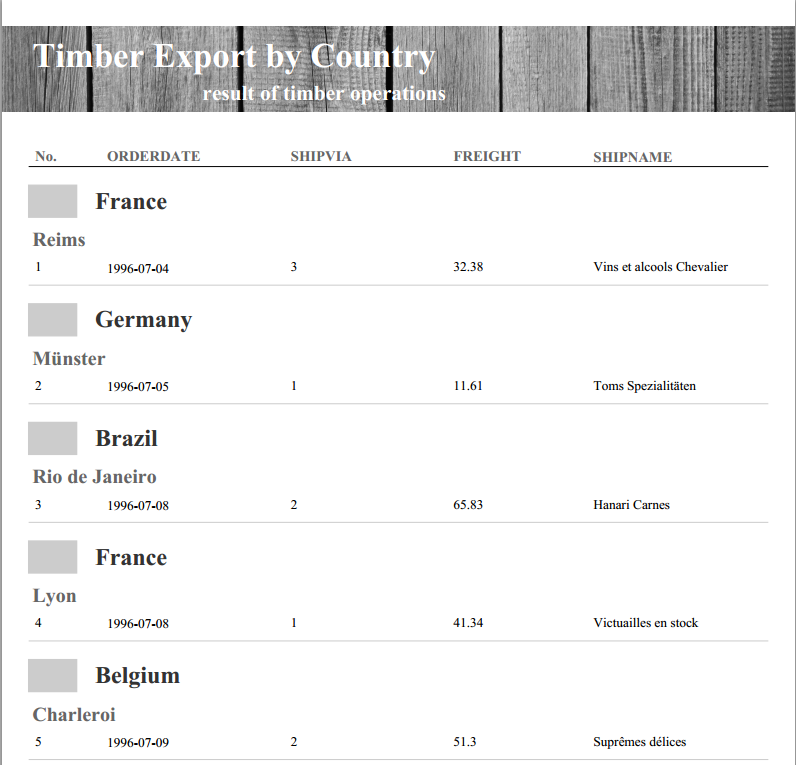 Timber Export by Country
result of timber operations
No. ORDERDATE SHIPVIA FREIGHT SHIPNAME
France
Reims
1 1996-07-04 3 32.38 Vins et alcools Chevalier
Germany
Münster
2 1996-07-05 1 11.61 Toms Spezialitäten
Brazil
Rio de Janeiro
3 1996-07-08 2 65.83 Hanari Carnes
France
Lyon
4 1996-07-08 1 41.34 Victuailles en stock
Belgium
Charleroi
5 1996-07-09 2 51.3 Suprêmes délices